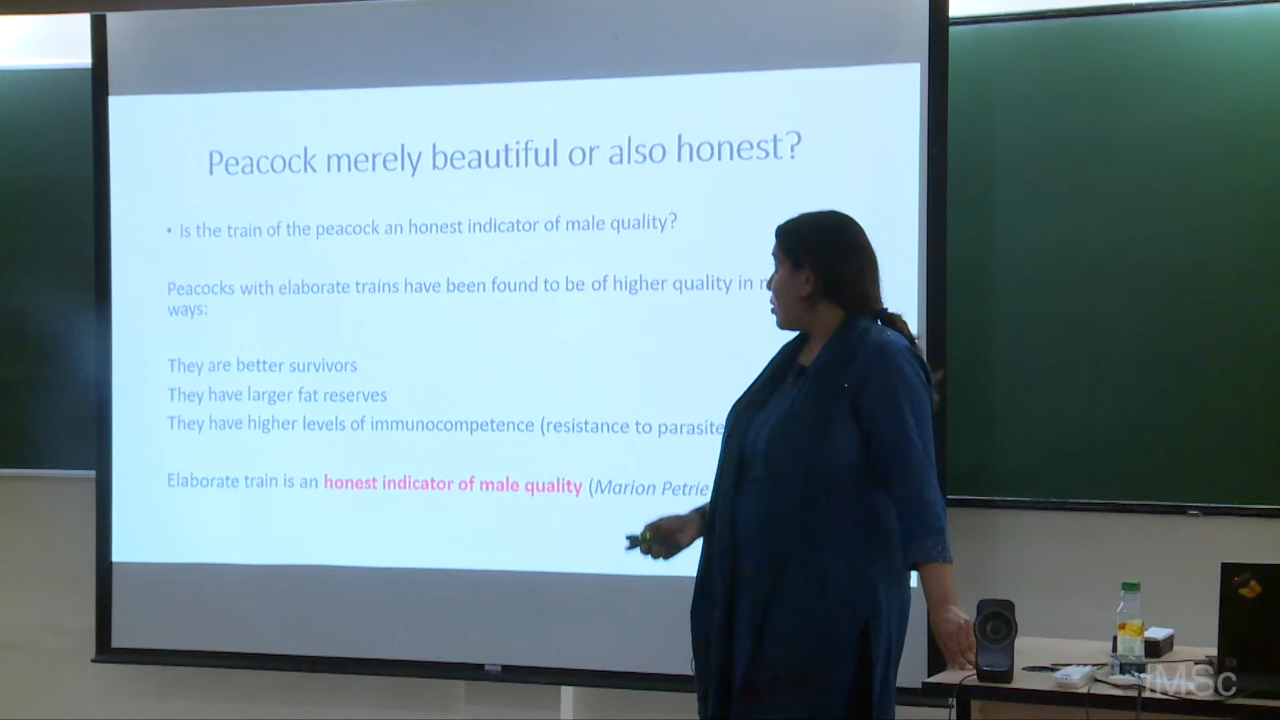 Peacock merely beautiful or also honest?
• Is the train of the peacock an honest indicator of male quality?
Peacocks with elaborate trains have been found to be of higher quality in
ways:
They are better survivors
They have larger fat reserves
They have higher levels of immunocompetence (resistance to parasite
Elaborate train is an honest indicator of male quality (Marion Petrie
IMSc